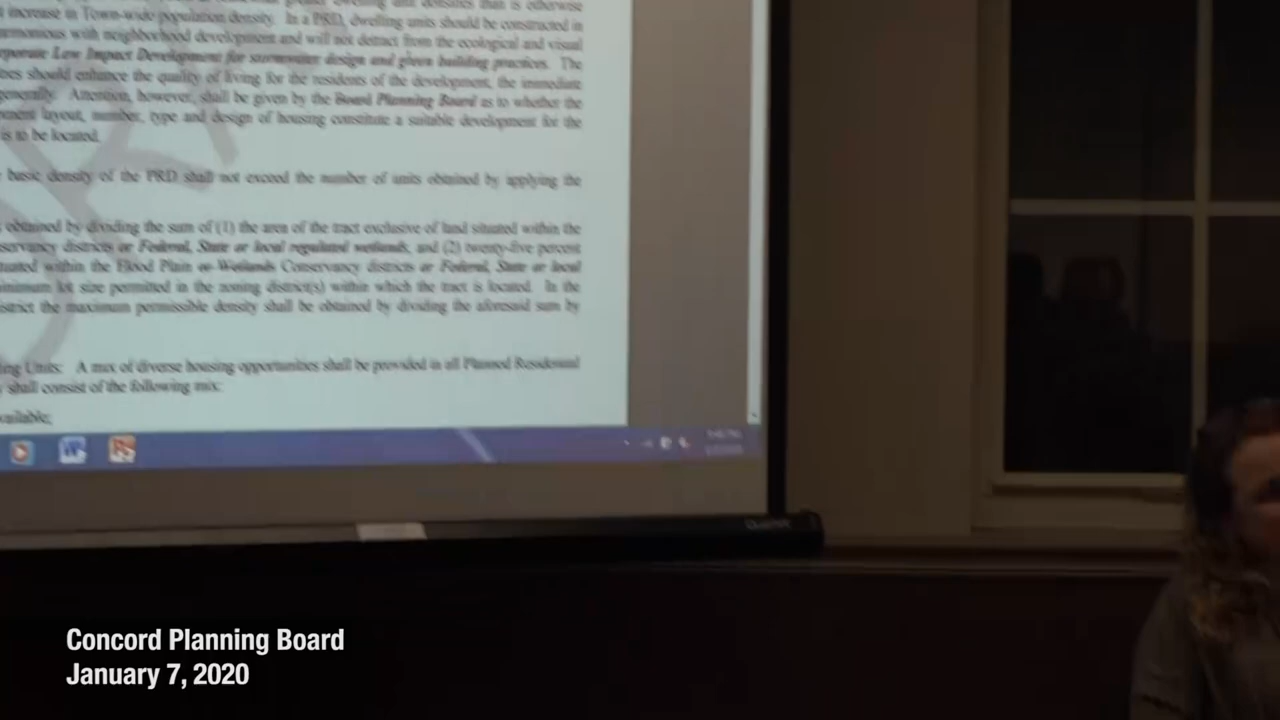 increase in Town-wide population density. In a PRD, dwelling units should be constructed in
with neighborhood development and will not detract from the ecological and visual
Low Impact Development for stormwater design and green building practices. The
should enhance the quality of living for the residents of the development, the immediate
generally. Attention, however, shall be given by the Board Planning Board as to whether the
layout, number, type and design of housing constitute a suitable development for the
is to be located.
basic density of the PRD shall not exceed the number of units obtained by applying the
obtained by dividing the sum of (1) the area of the tract exclusive of land situated within the
districts or Federal, State or local regulated wetlands, and (2) twenty-five percent
within the Flood Plain or Wetlands Conservancy districts or Federal, State or local
lot size permitted in the zoning district(s) within which the tract is located. In the
the maximum permissible density shall be obtained by dividing the aforesaid sum by
Units: A mix of diverse housing opportunities shall be provided in all Planned Residential
shall consist of the following mix:
Concord Planning Board
January 7, 2020